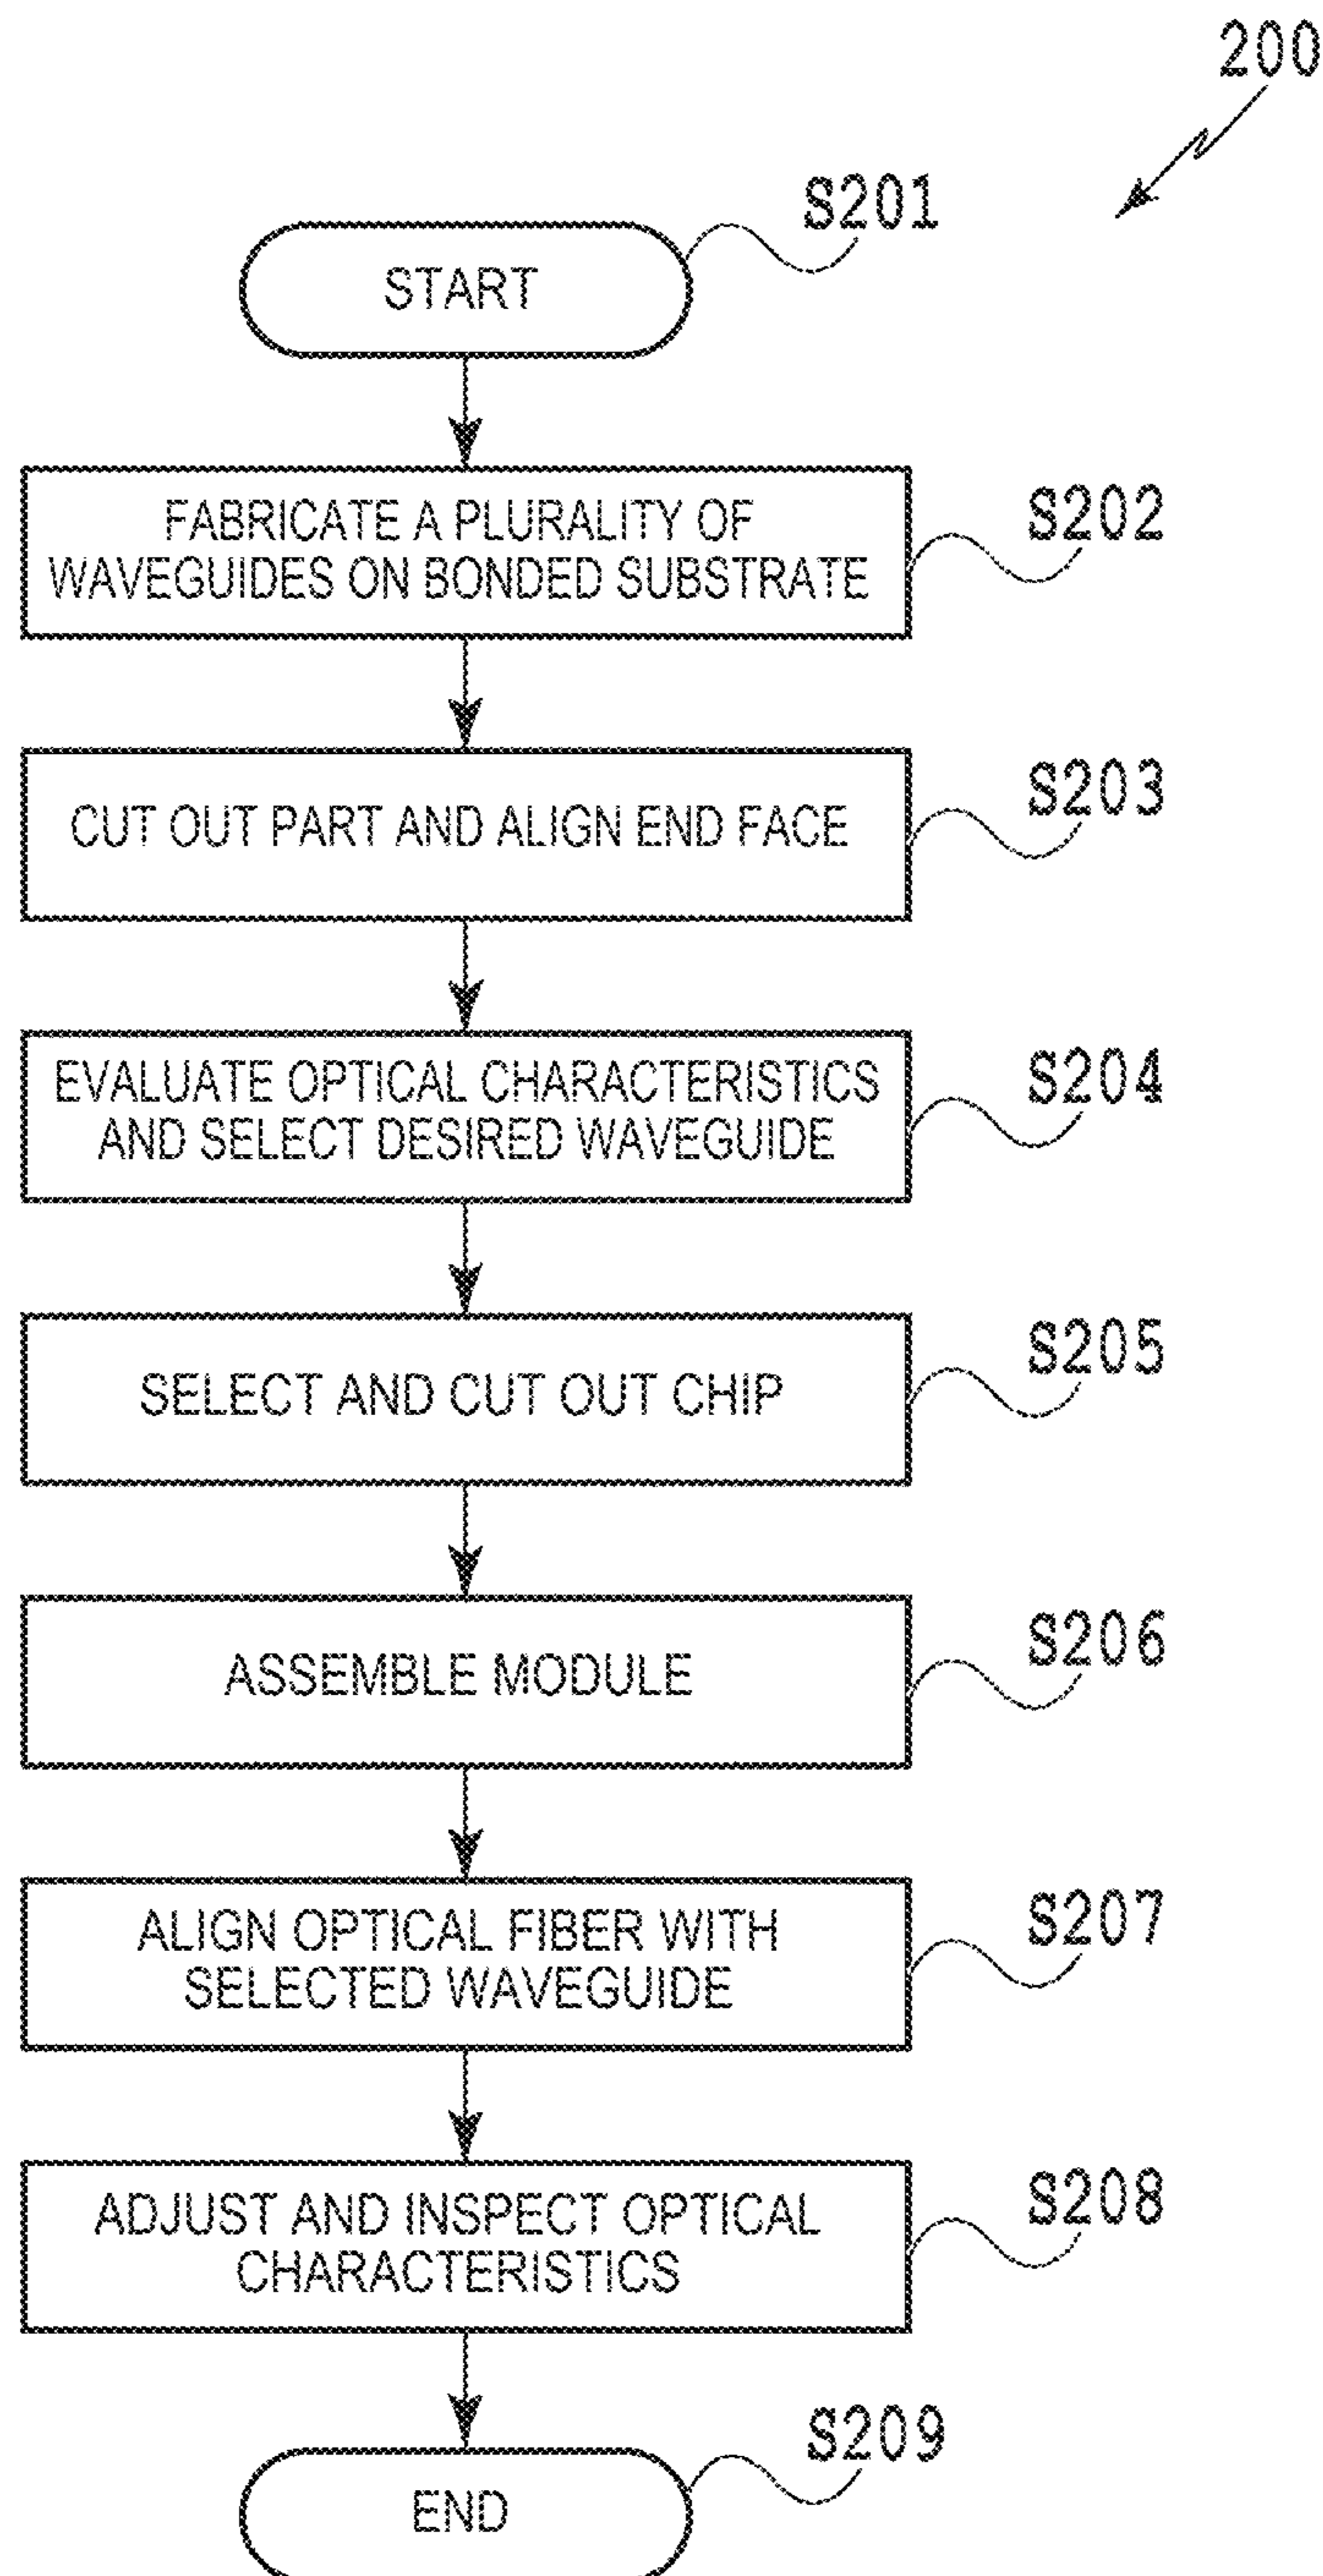 200
S201
START
FABRICATE A PLURALITY OF
WAVEGUIDES ON BONDED SUBSTRATE
S202
CUT OUT PART AND ALIGN END FACE
S203
EVALUATE OPTICAL CHARACTERISTICS
AND SELECT DESIRED WAVEGUIDE
S204
SELECT AND CUT OUT CHIP
S205
ASSEMBLE MODULE
S206
ALIGN OPTICAL FIBER WITH
SELECTED WAVEGUIDE
S207
ADJUST AND INSPECT OPTICAL
CHARACTERISTICS
S208
END
S209